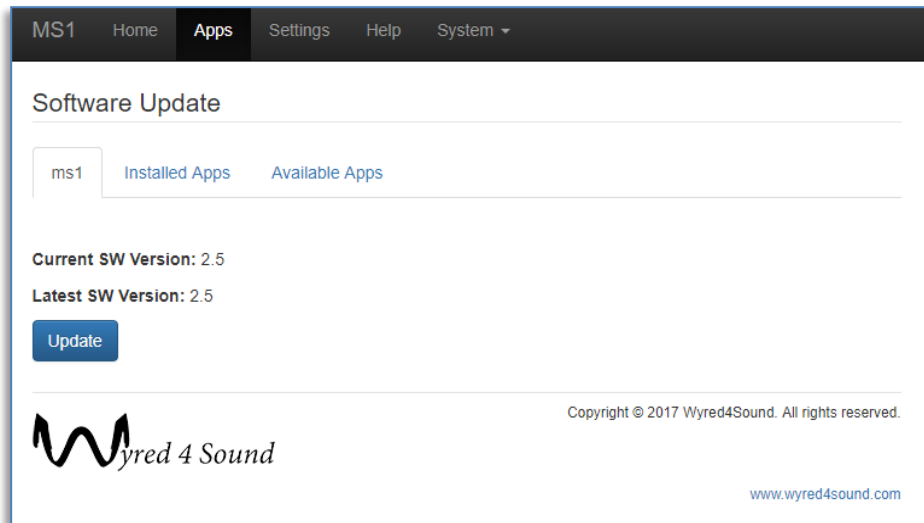 MS1 Home Apps Settings Help System
Software Update
ms1 Installed Apps Available Apps
Current SW Version: 2.5
Latest SW Version: 2.5
Update
Copyright © 2017 Wyred4Sound. All rights reserved.
Wyred 4 Sound
www.wyred4sound.com